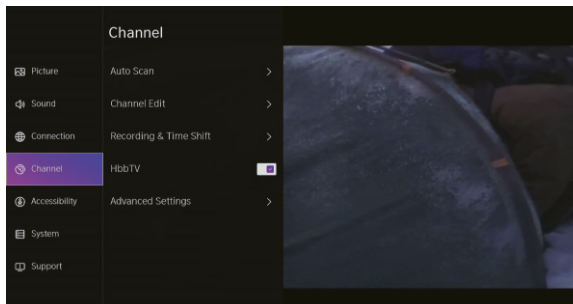 Channel
Picture
Auto Scan
Sound
Channel Edit
Connection
Recording & Time Shift
Channel
HbbTV
Accessibility
Advanced Settings
System
Support